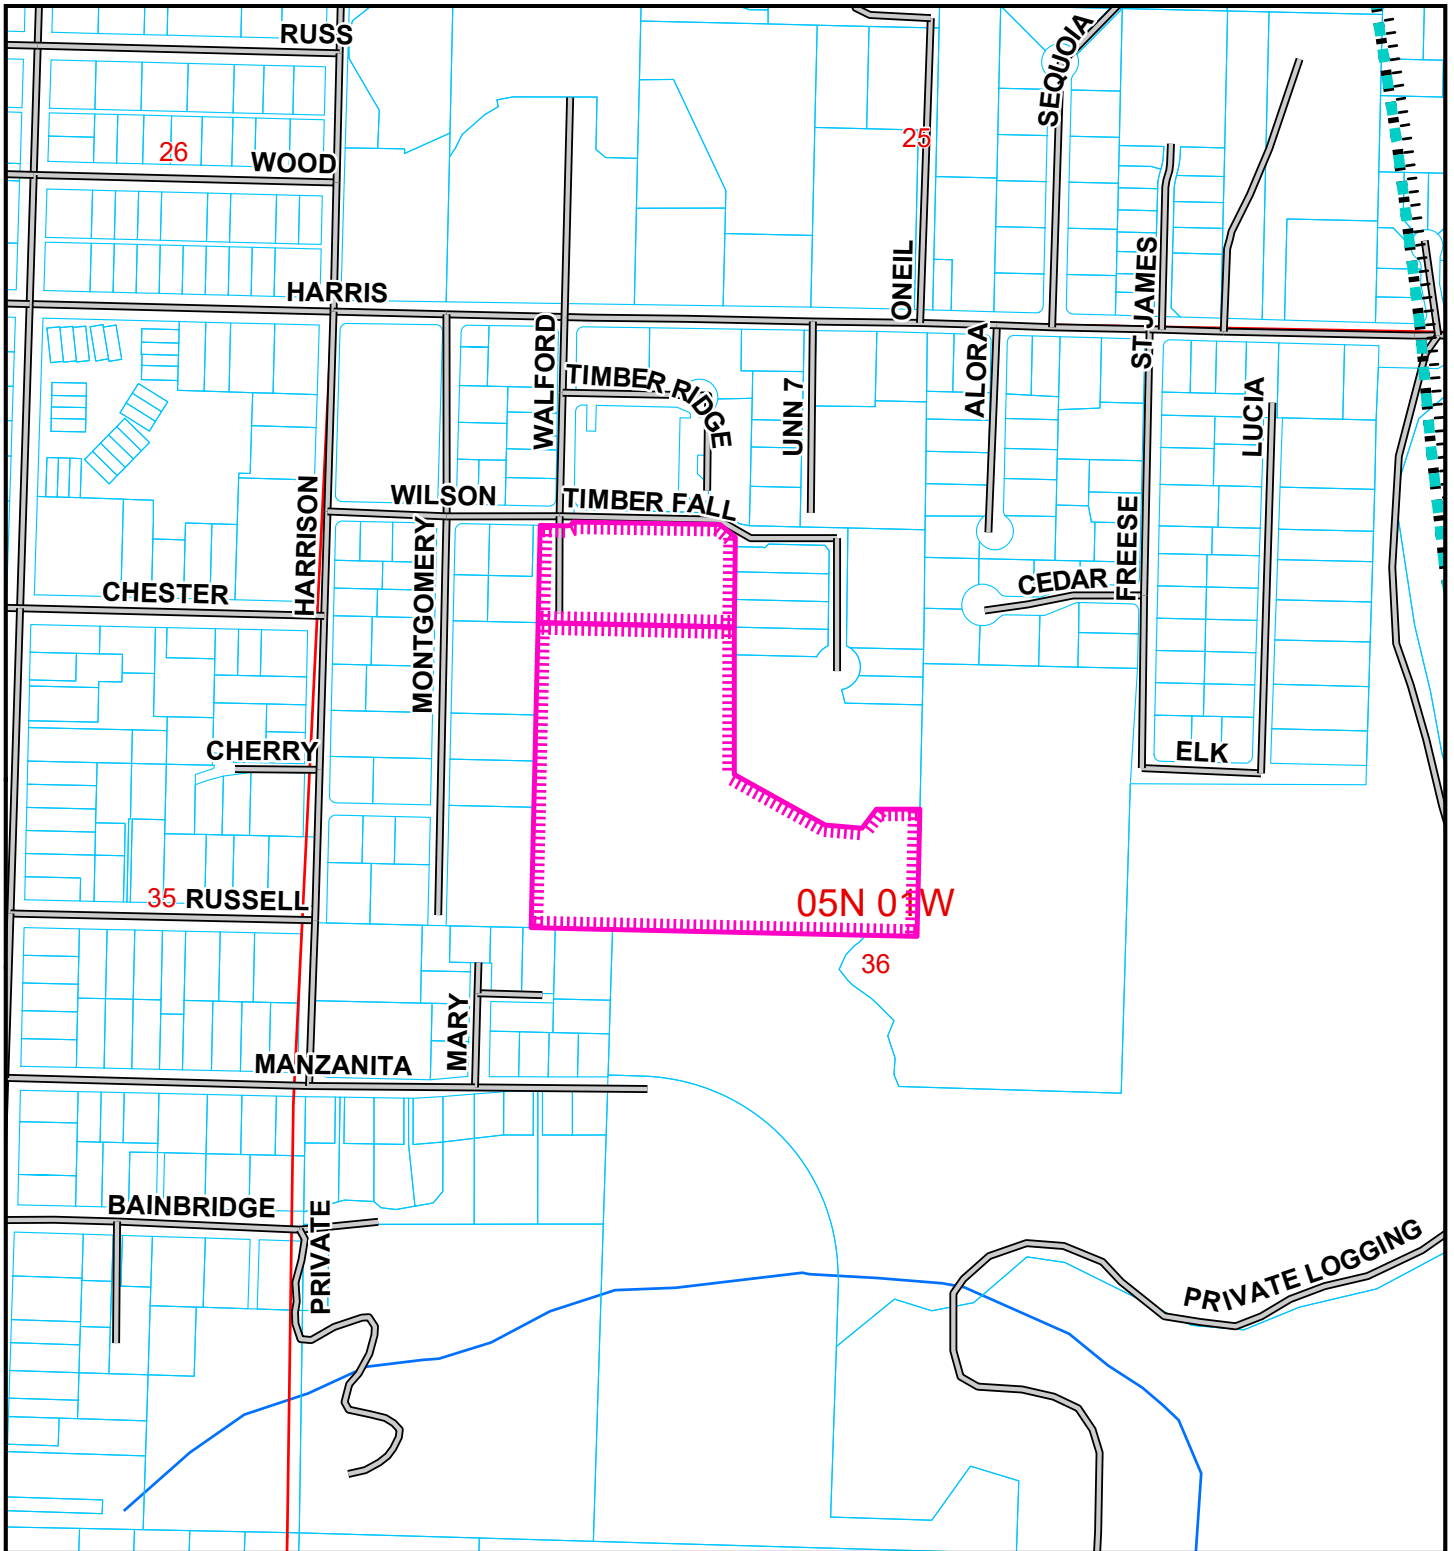 RUSS
SEQUOIA
25
26
WOOD
ONEIL
ST JAMES
HARRIS
WALFORD
TIMBER RIDGE
UNN 7
ALORA
LUCIA
HARRISON
WILSON
TIMBER FALL
MONTGOMERY
FREESE
CHESTER
CEDAR
CHERRY
ELK
35
RUSSELL
05N 01W
36
MARY
MANZANITA
BAINBRIDGE
PRIVATE
PRIVATE LOGGING